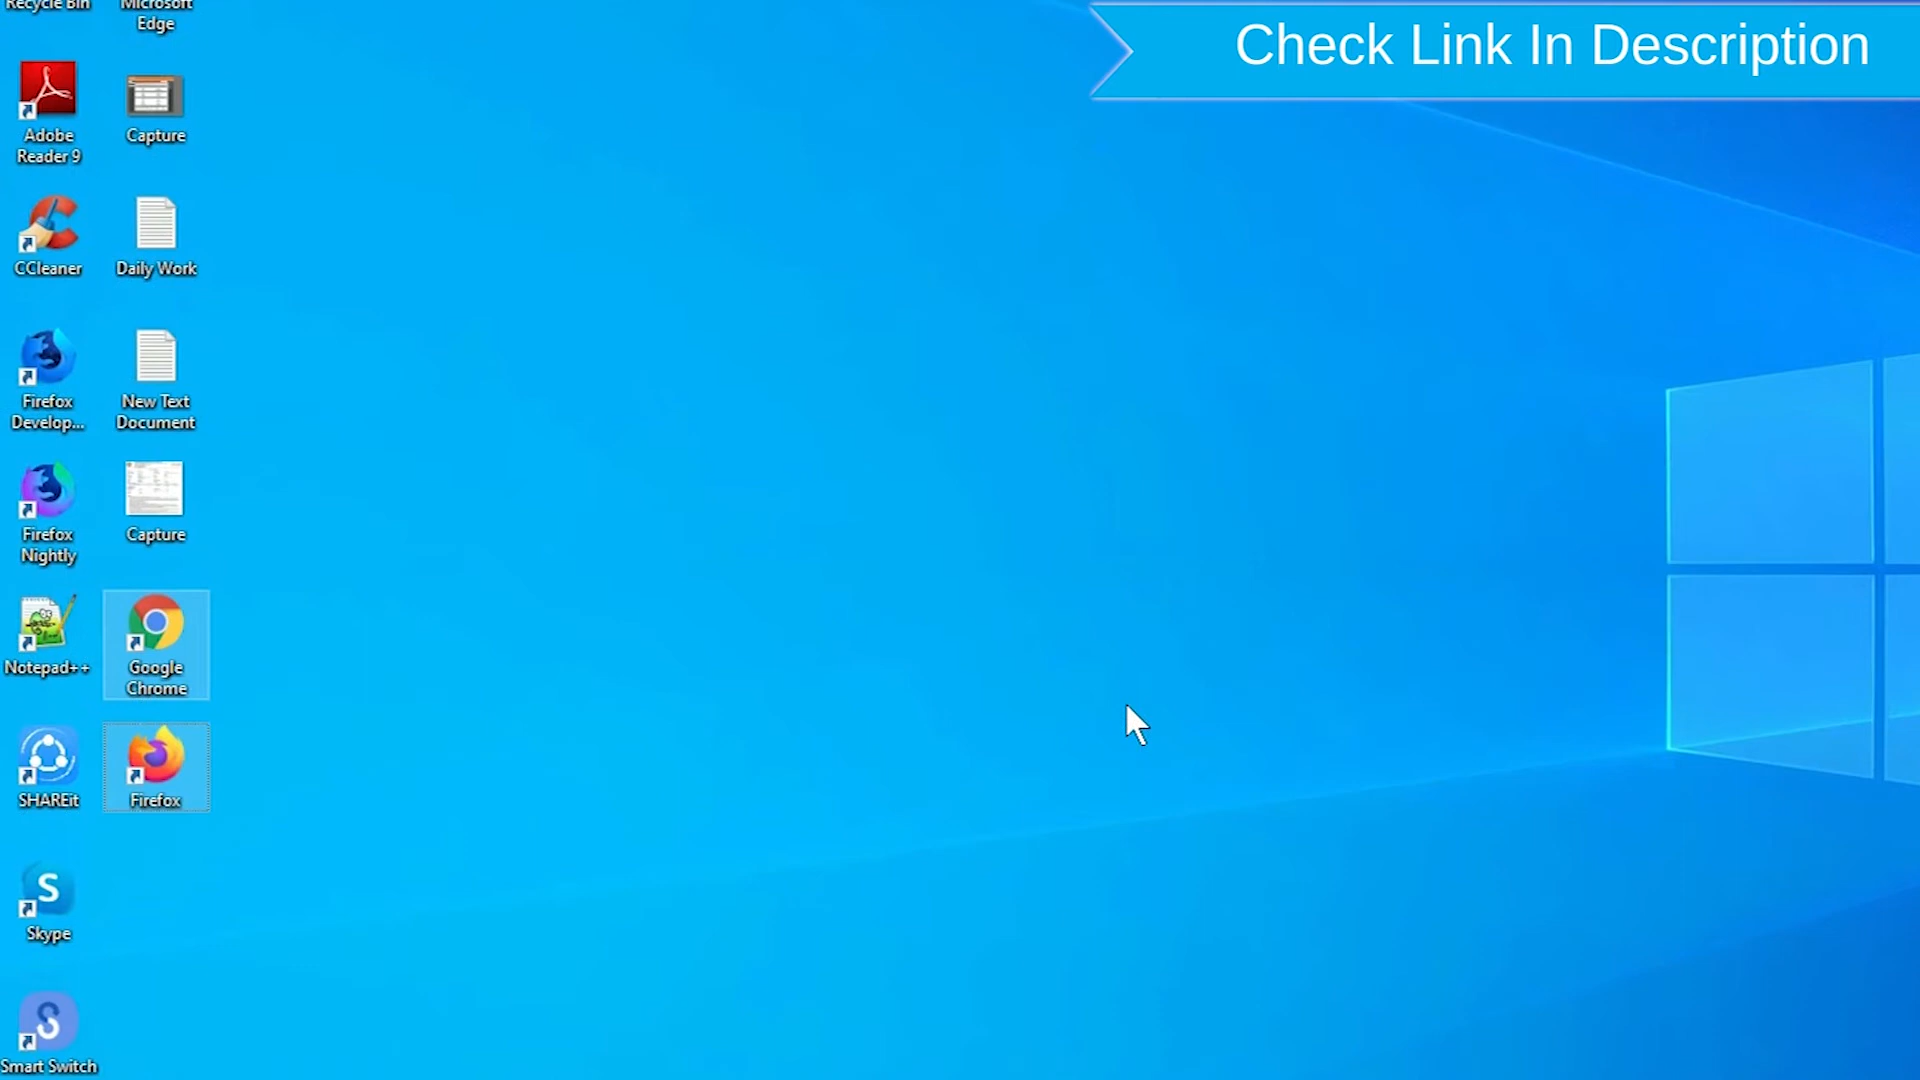 Check Link In Description
Recycle Bin
Microsoft
Edge
Adobe
Reader 9
Capture
CCleaner
Daily Work
Firefox
Develop...
New Text
Document
Firefox
Nightly
Capture
Notepad++
Google
Chrome
SHAREit
Firefox
Skype
Smart Switch